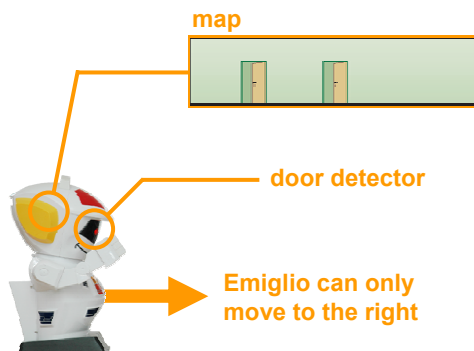 map
door detector
Emiglio can only
move to the right